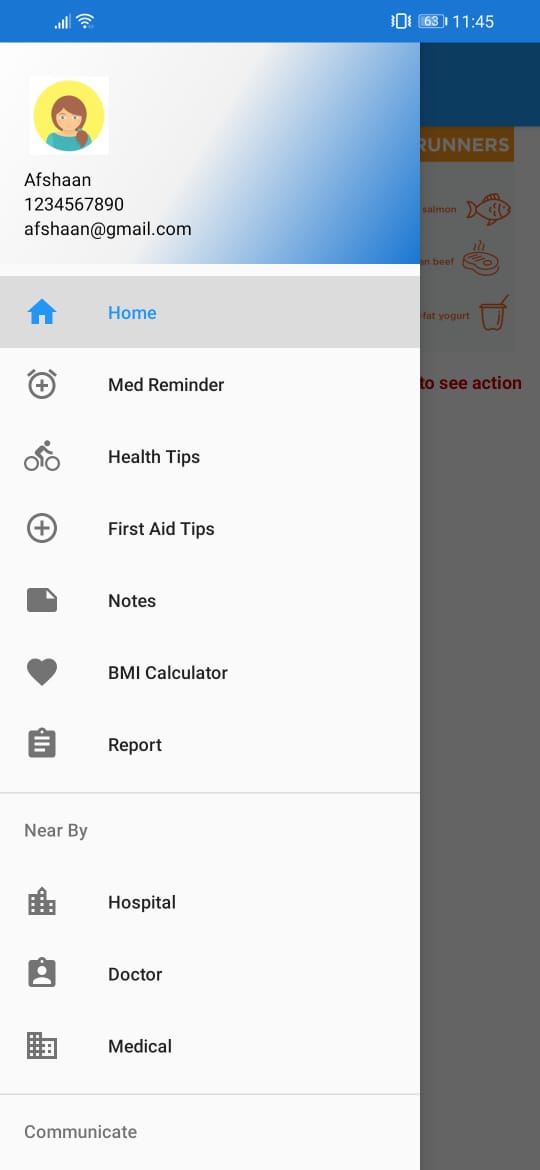 63 11:45
Afshaan
1234567890
afshaan@gmail.com
RUNNERS
salmon
beef
fat yogurt
to see action
Home
Med Reminder
Health Tips
First Aid Tips
Notes
BMI Calculator
Report
Near By
Hospital
Doctor
Medical
Communicate